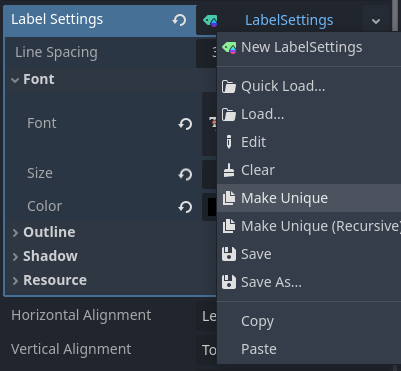 Label Settings
LabelSettings
Line Spacing
3
New LabelSettings
Font
Quick Load...
Font
Load...
Edit
Size
Clear
Color
Make Unique
Outline
Make Unique (Recursive)
Shadow
Save
Resource
Save As...
Horizontal Alignment
Le
Copy
Vertical Alignment
To
Paste